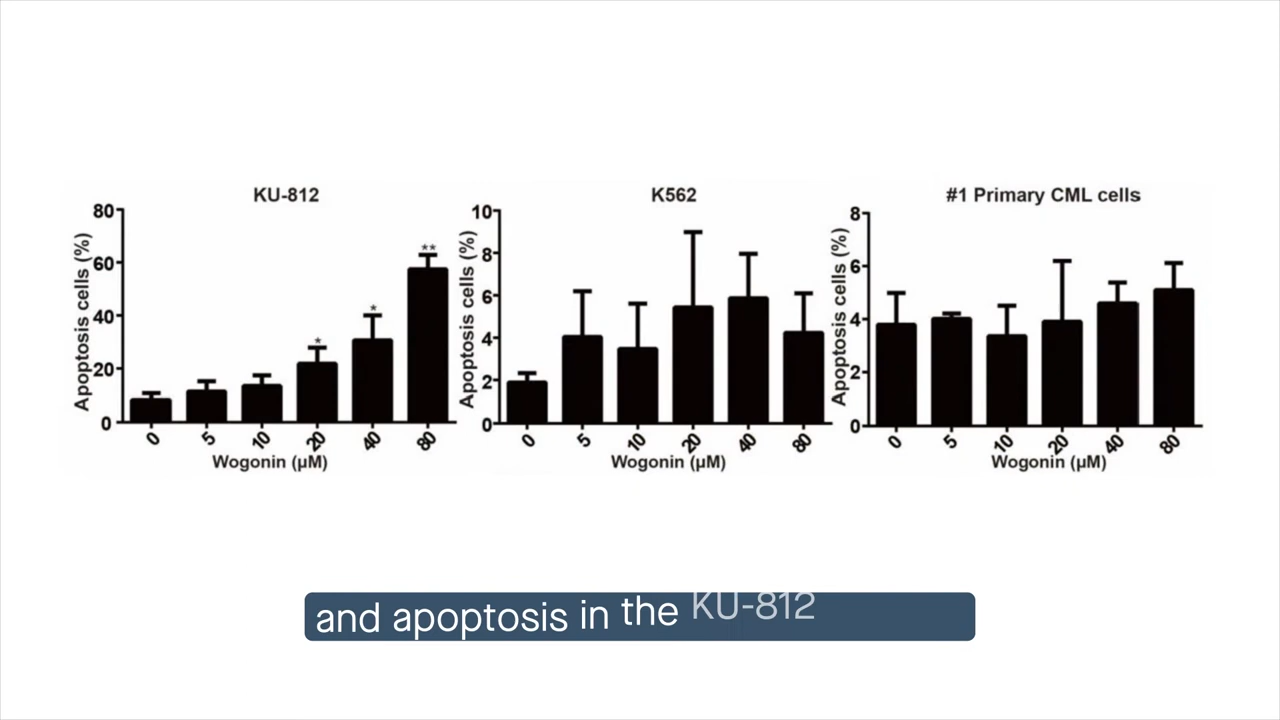 KU-812
80
60
40
20
0
Apoptosis cells (%)
* * **
0 5 10 20 40 80
Wogonin (µM)
K562
10
8
6
4
2
0
Apoptosis cells (%)
0 5 10 20 40 80
Wogonin (µM)
#1 Primary CML cells
8
6
4
2
0
Apoptosis cells (%)
0 5 10 20 40 80
Wogonin (µM)
and apoptosis in the KU-812